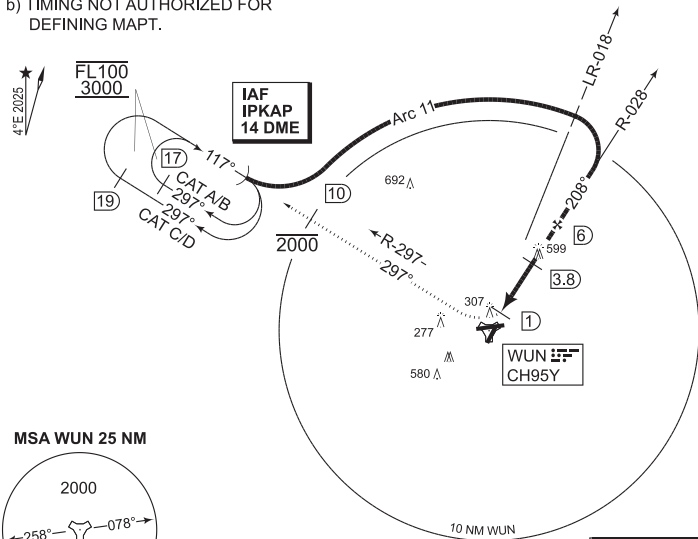 b) TIMING NOT AUTHORIZED FOR
DEFINING MAPT.
4°E 2025
FL100
3000
IAF
IPKAP
14 DME
Arc 11
LR-018
R-028
17
117°
CAT A/B
297°
19
297°
CAT C/D
10
692
208°
6
599
3.8
2000
R-297
297°
307
1
277
580
WUN
CH95Y
MSA WUN 25 NM
2000
258°
078°
10 NM WUN